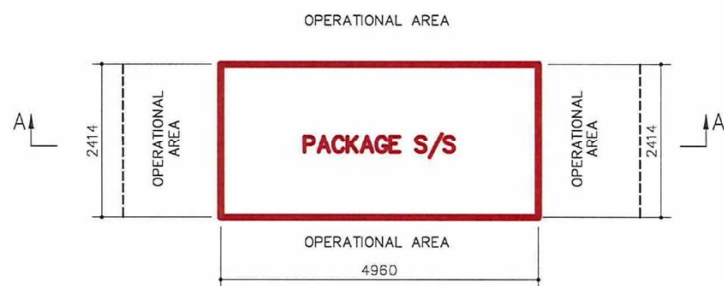 OPERATIONAL AREA
A
2414
OPERATIONAL
AREA
PACKAGE S/S
OPERATIONAL
AREA
2414
A
OPERATIONAL AREA
4960